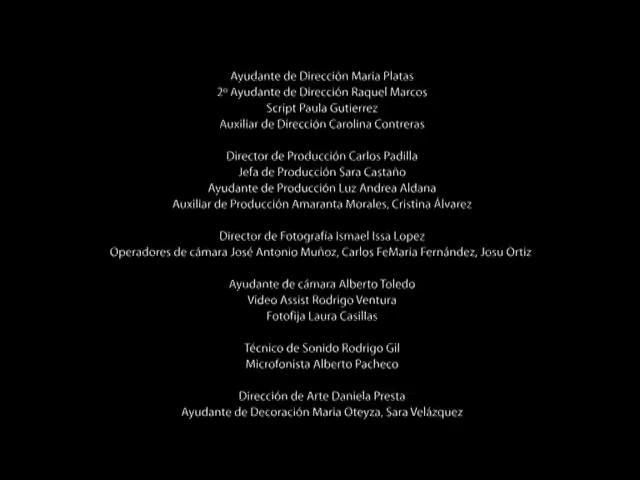 Ayudante de Dirección Maria Platas
2º Ayudante de Dirección Raquel Marcos
Script Paula Gutierrez
Auxiliar de Dirección Carolina Contreras
Director de Producción Carlos Padilla
Jefa de Producción Sara Castaño
Ayudante de Producción Luz Andrea Aldana
Auxiliar de Producción Amaranta Morales, Cristina Álvarez
Director de Fotografía Ismael Issa Lopez
Operadores de cámara José Antonio Muñoz, Carlos FeMaria Fernández, Josu Ortiz
Ayudante de cámara Alberto Toledo
Video Assist Rodrigo Ventura
Fotofija Laura Casillas
Técnico de Sonido Rodrigo Gil
Microfonista Alberto Pacheco
Dirección de Arte Daniela Presta
Ayudante de Decoración Maria Oteyza, Sara Velázquez